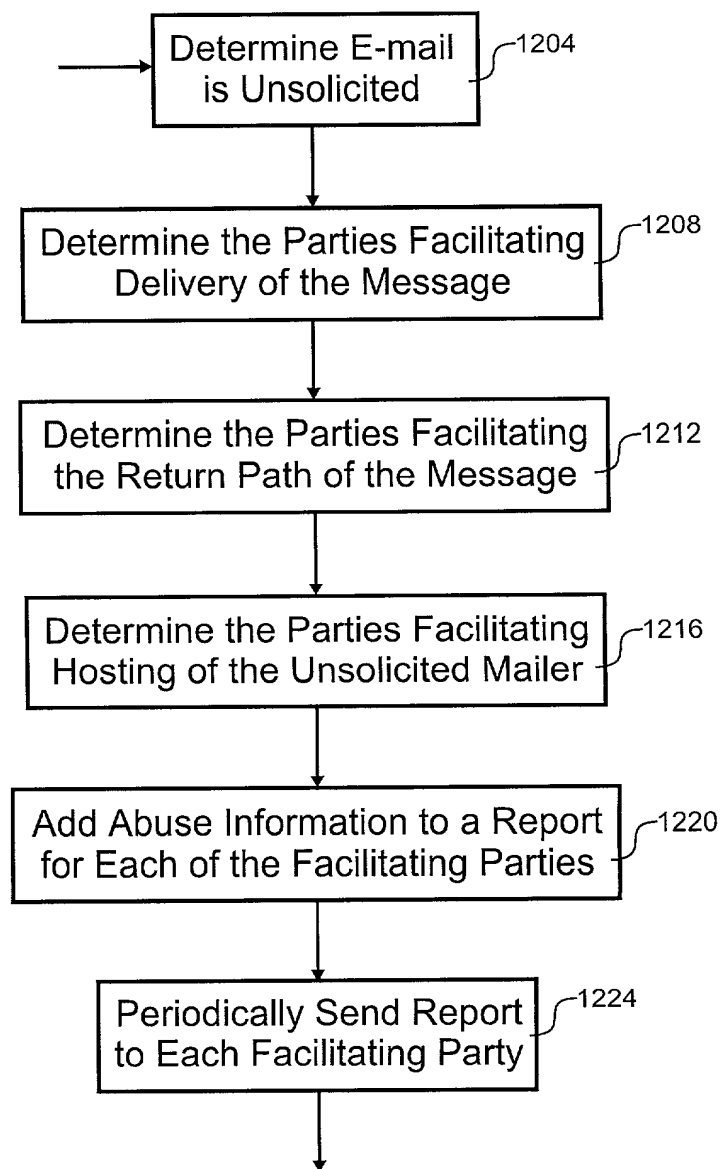 Determine E-mail
is Unsolicited
1204
Determine the Parties Facilitating
Delivery of the Message
1208
Determine the Parties Facilitating
the Return Path of the Message
1212
Determine the Parties Facilitating
Hosting of the Unsolicited Mailer
1216
Add Abuse Information to a Report
for Each of the Facilitating Parties
1220
Periodically Send Report
to Each Facilitating Party
1224